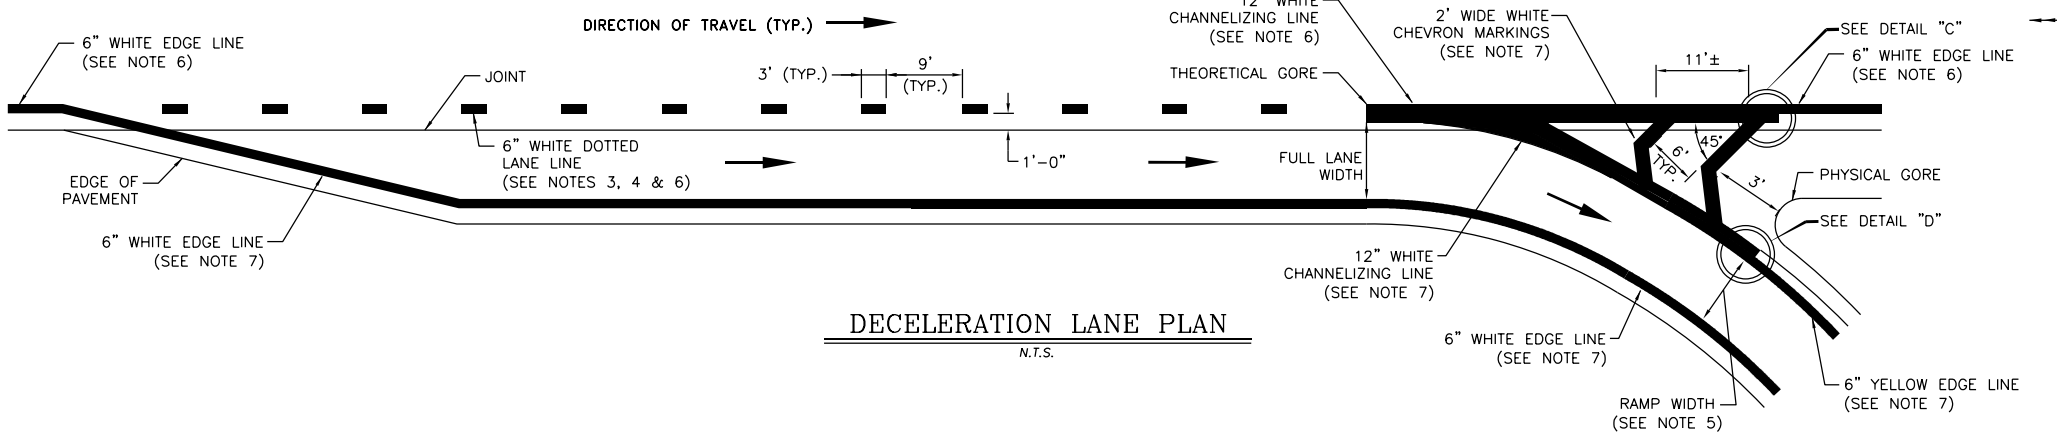 DIRECTION OF TRAVEL (TYP.)
6" WHITE EDGE LINE
(SEE NOTE 6)
JOINT
3' (TYP.)
9'
(TYP.)
12" WHITE
CHANNELIZING LINE
(SEE NOTE 6)
THEORETICAL GORE
2' WIDE WHITE
CHEVRON MARKINGS
(SEE NOTE 7)
11'±
SEE DETAIL "C"
6" WHITE EDGE LINE
(SEE NOTE 6)
6" WHITE DOTTED
LANE LINE
(SEE NOTES 3, 4 & 6)
1'-0"
FULL LANE
WIDTH
45°
6'
TYP.
3'
PHYSICAL GORE
SEE DETAIL "D"
EDGE OF
PAVEMENT
6" WHITE EDGE LINE
(SEE NOTE 7)
12" WHITE
CHANNELIZING LINE
(SEE NOTE 7)
DECELERATION LANE PLAN
N.T.S.
6" WHITE EDGE LINE
(SEE NOTE 7)
RAMP WIDTH
(SEE NOTE 5)
6" YELLOW EDGE LINE
(SEE NOTE 7)